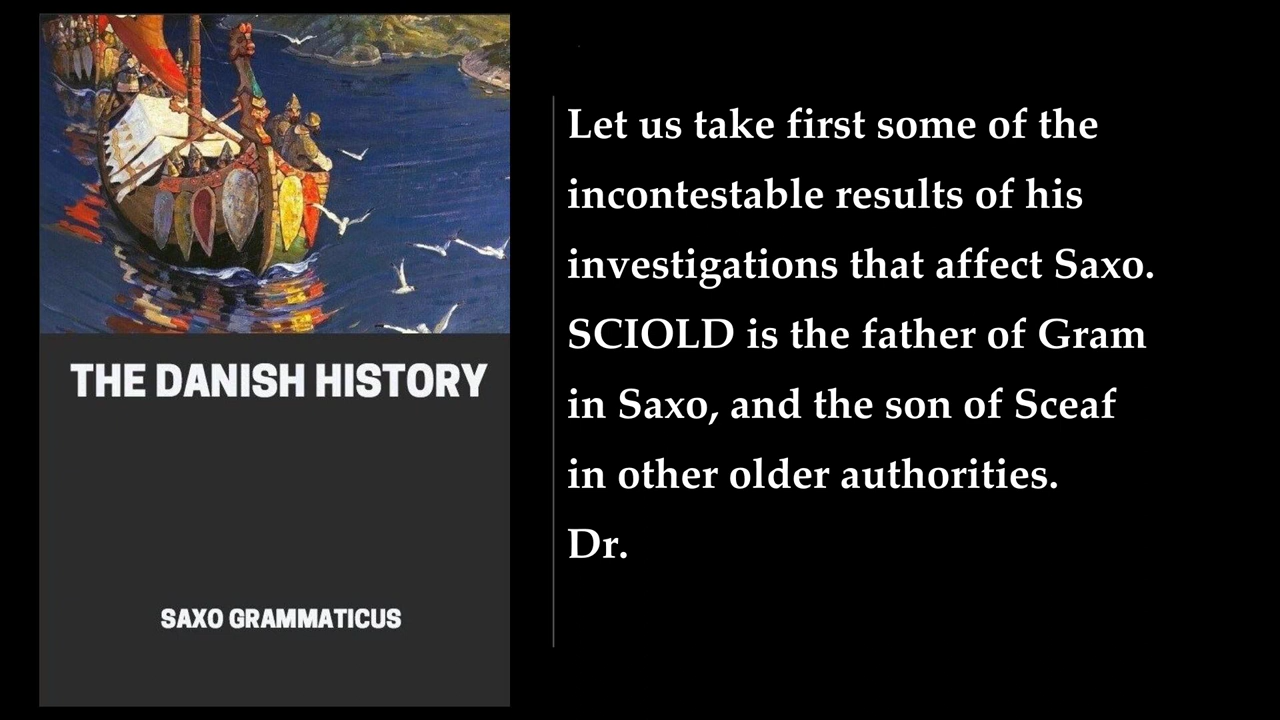 THE DANISH HISTORY
SAXO GRAMMATICUS
Let us take first some of the
incontestable results of his
investigations that affect Saxo.
SCIOLD is the father of Gram
in Saxo, and the son of Sceaf
in other older authorities.
Dr.